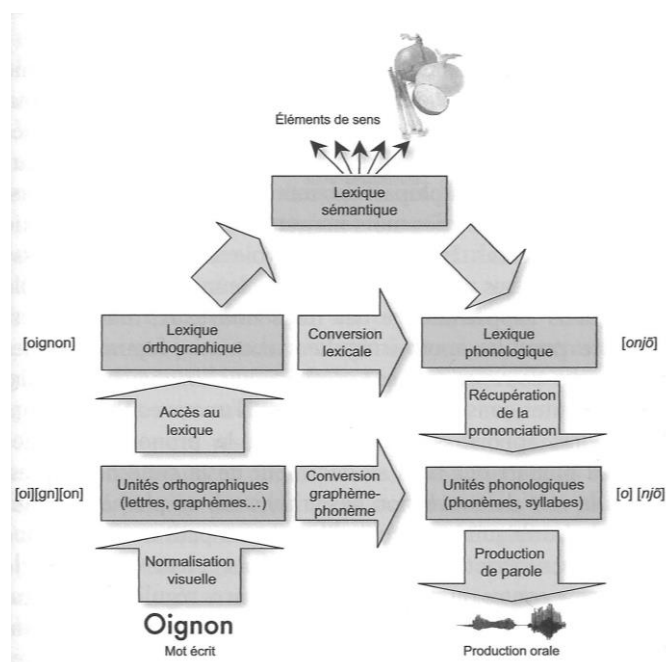 Éléments de sens
Lexique
sémantique
[oignon]
Lexique
orthographique
Conversion
lexicale
Lexique
phonologique
[onjõ]
Accès au
lexique
Récupération
de la
prononciation
[oi][gn][on]
Unités orthographiques
(lettres, graphèmes…)
Conversion
graphème-
phonème
Unités phonologiques
(phonèmes, syllabes)
[o] [njõ]
Normalisation
visuelle
Production
de parole
Oignon
Mot écrit
Production orale